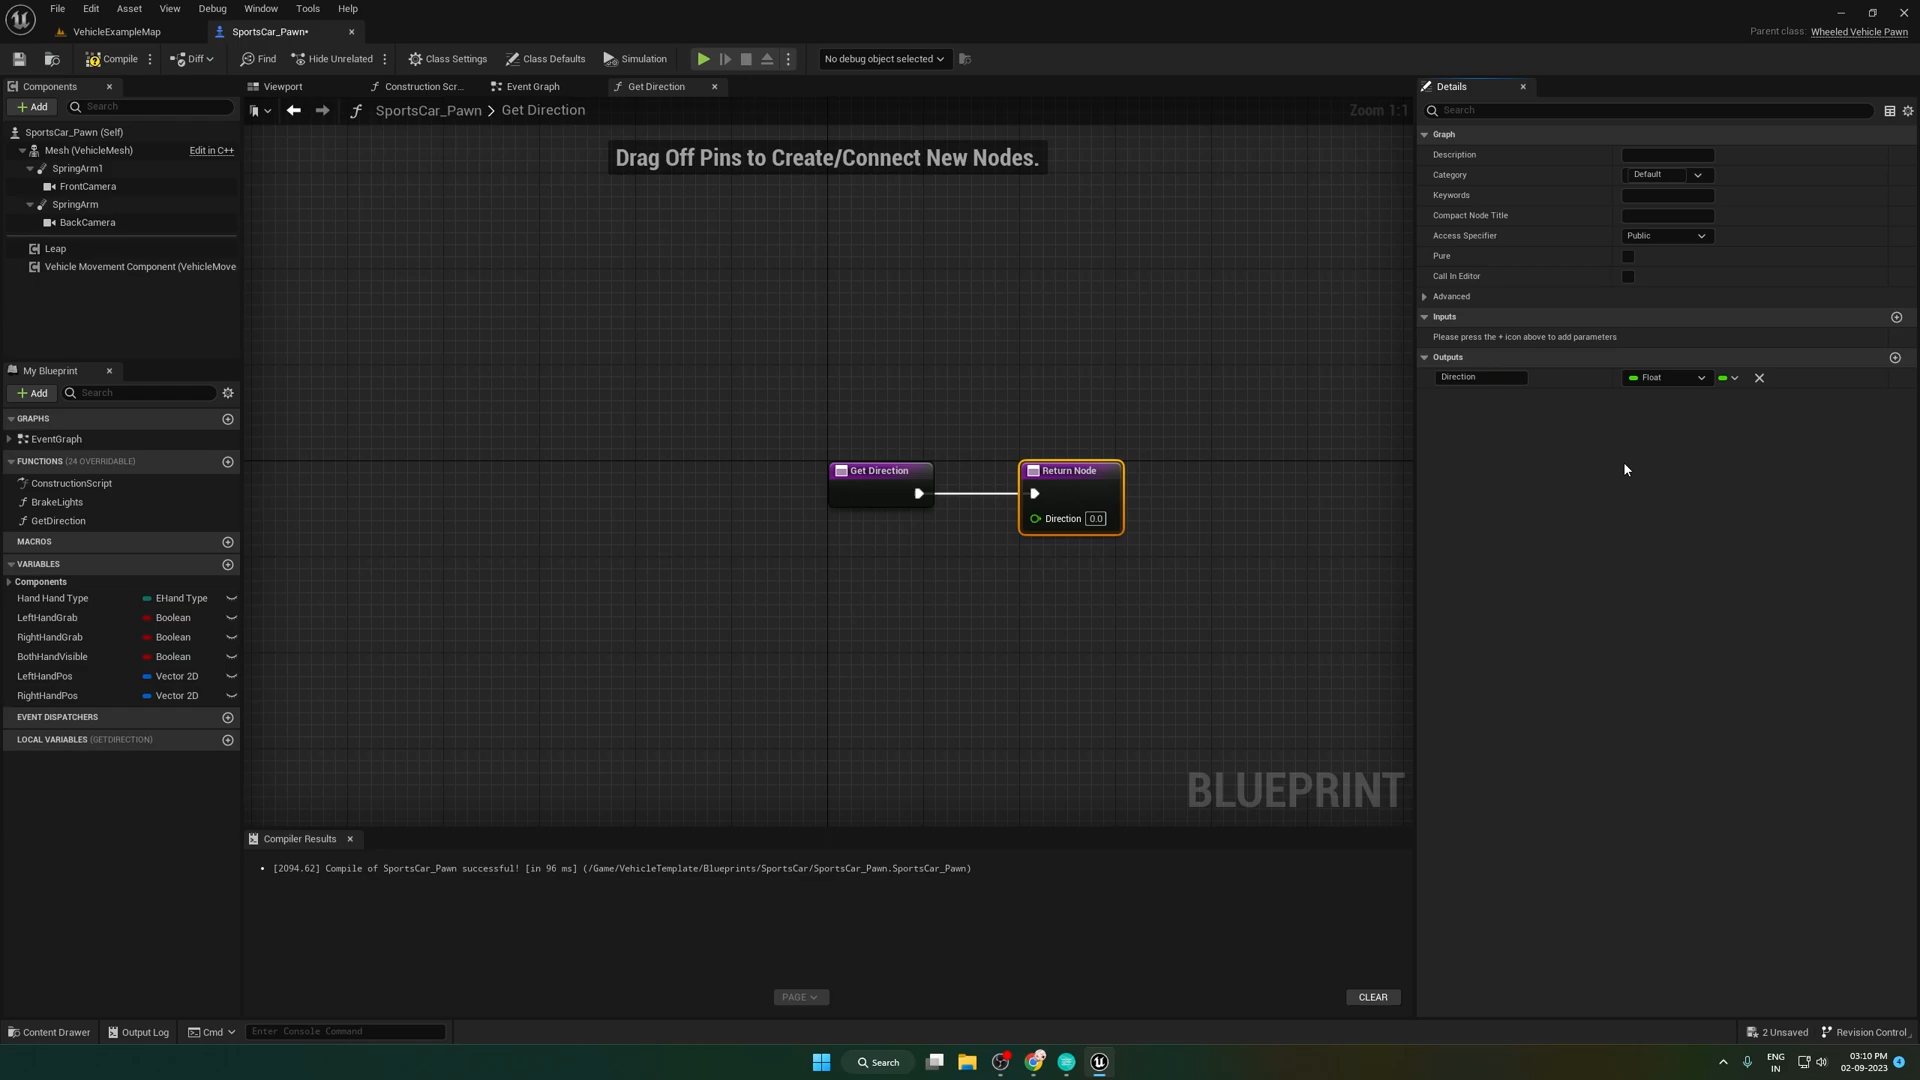 File Edit Asset View Debug Window Tools Help
VehicleExampleMap
SportsCar_Pawn•
Parent class: Wheeled Vehicle Pawn
Compile
Diff
Find
Hide Unrelated
Class Settings
Class Defaults
Simulation
No debug object selected
Components
Add
Search
SportsCar_Pawn (Self)
Mesh (VehicleMesh)
Edit in C++
SpringArm1
FrontCamera
SpringArm
BackCamera
Leap
Vehicle Movement Component (VehicleMove
My Blueprint
Add
Search
GRAPHS
EventGraph
FUNCTIONS (24 OVERRIDABLE)
ConstructionScript
BrakeLights
GetDirection
MACROS
VARIABLES
Components
Hand Hand Type EHand Type
LeftHandGrab Boolean
RightHandGrab Boolean
BothHandVisible Boolean
LeftHandPos Vector 2D
RightHandPos Vector 2D
EVENT DISPATCHERS
LOCAL VARIABLES (GETDIRECTION)
Viewport
Construction Scr...
Event Graph
Get Direction
SportsCar_Pawn > Get Direction
Zoom 1:1
Drag Off Pins to Create/Connect New Nodes.
Get Direction
Return Node
Direction 0.0
BLUEPRINT
Compiler Results
• [2094.62] Compile of SportsCar_Pawn successful! [in 96 ms] (/Game/VehicleTemplate/Blueprints/SportsCar/SportsCar_Pawn.SportsCar_Pawn)
PAGE
CLEAR
Details
Search
Graph
Description
Category Default
Keywords
Compact Node Title
Access Specifier Public
Pure
Call In Editor
Advanced
Inputs
Please press the + icon above to add parameters
Outputs
Direction Float
Content Drawer
Output Log
Cmd
Enter Console Command
2 Unsaved
Revision Control
Search
ENG
IN
03:10 PM
02-09-2023
4